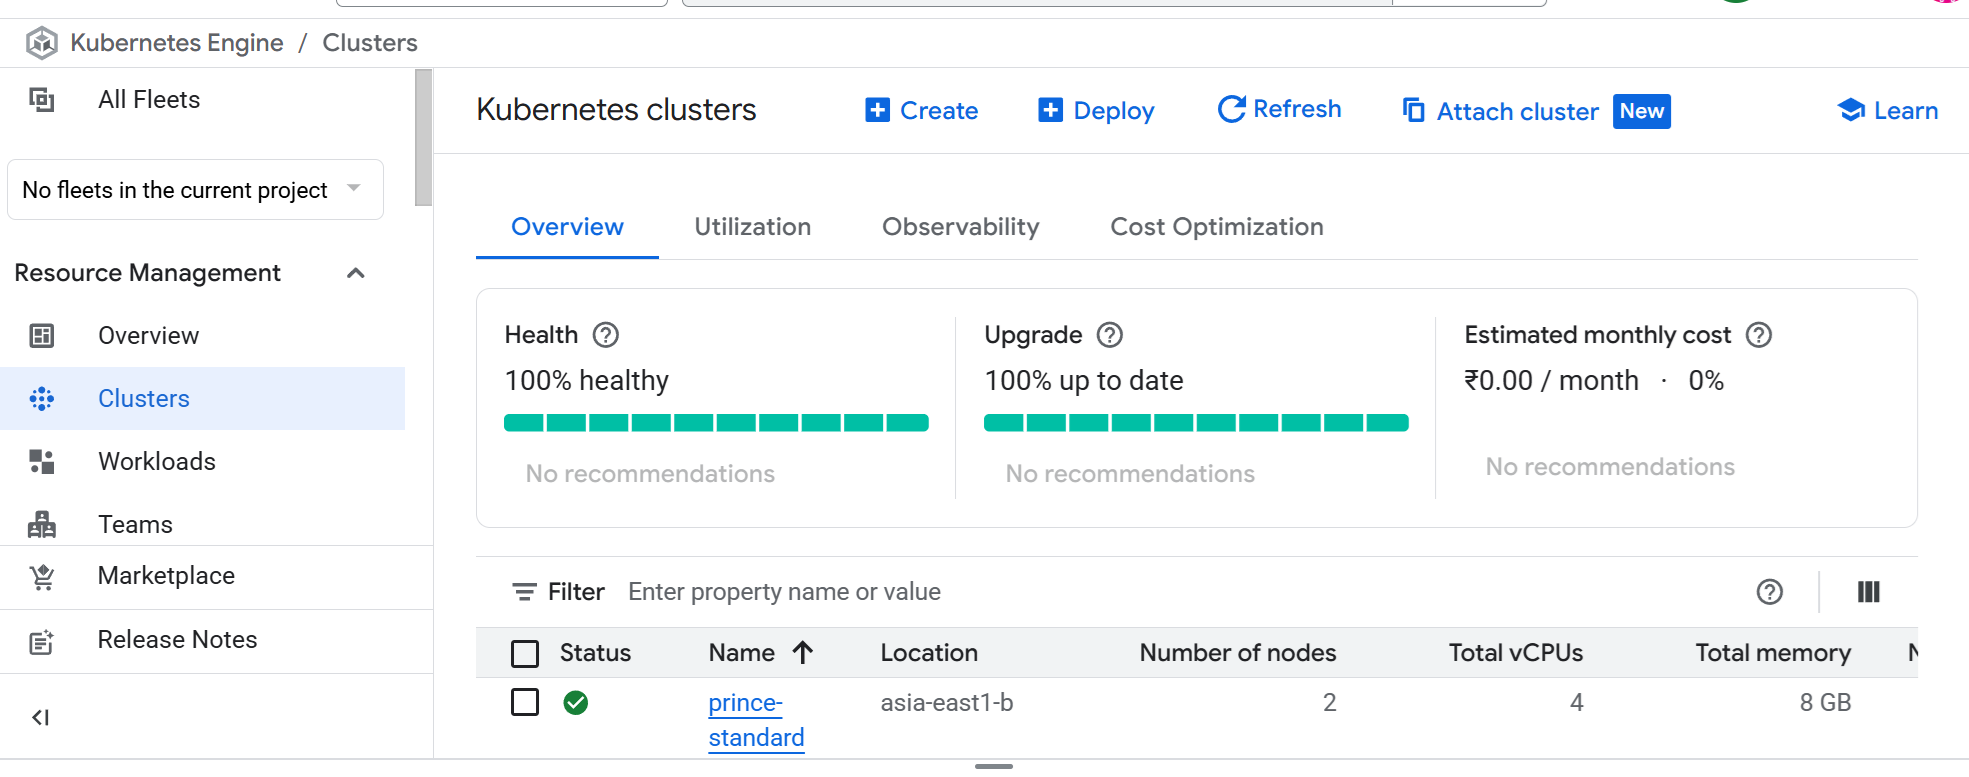 Kubernetes Engine / Clusters
All Fleets
No fleets in the current project
Resource Management
Overview
Clusters
Workloads
Teams
Marketplace
Release Notes
Kubernetes clusters
Create
Deploy
Refresh
Attach cluster New
Learn
Overview Utilization Observability Cost Optimization
Health
100% healthy
No recommendations
Upgrade
100% up to date
No recommendations
Estimated monthly cost
₹0.00 / month · 0%
No recommendations
Filter Enter property name or value
Status Name Location Number of nodes Total vCPUs Total memory
prince-standard asia-east1-b 2 4 8 GB